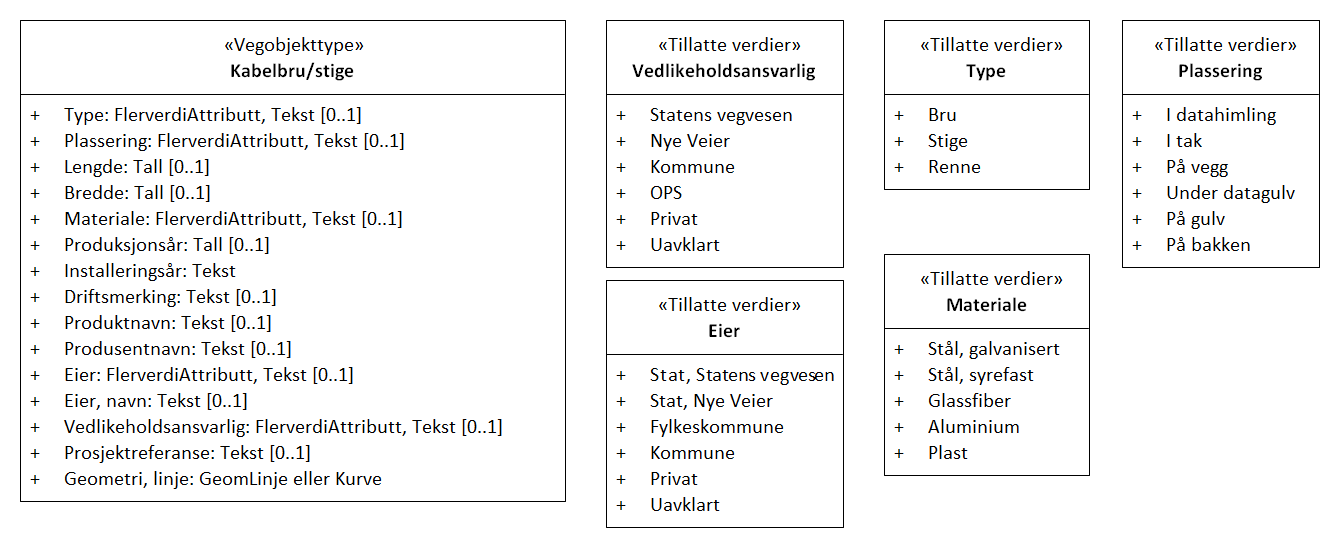 «Vegobjekttype»
Kabelbru/stige
+ Type: FlerverdiAttributt, Tekst [0..1]
+ Plassering: FlerverdiAttributt, Tekst [0..1]
+ Lengde: Tall [0..1]
+ Bredde: Tall [0..1]
+ Materiale: FlerverdiAttributt, Tekst [0..1]
+ Produksjonsår: Tall [0..1]
+ Installeringsår: Tekst
+ Driftsmerking: Tekst [0..1]
+ Produktnavn: Tekst [0..1]
+ Produsentnavn: Tekst [0..1]
+ Eier: FlerverdiAttributt, Tekst [0..1]
+ Eier, navn: Tekst [0..1]
+ Vedlikeholdsansvarlig: FlerverdiAttributt, Tekst [0..1]
+ Prosjektreferanse: Tekst [0..1]
+ Geometri, linje: GeomLinje eller Kurve
«Tillatte verdier»
Vedlikeholdsansvarlig
+ Statens vegvesen
+ Nye Veier
+ Kommune
+ OPS
+ Privat
+ Uavklart
«Tillatte verdier»
Eier
+ Stat, Statens vegvesen
+ Stat, Nye Veier
+ Fylkeskommune
+ Kommune
+ Privat
+ Uavklart
«Tillatte verdier»
Type
+ Bru
+ Stige
+ Renne
«Tillatte verdier»
Materiale
+ Stål, galvanisert
+ Stål, syrefast
+ Glassfiber
+ Aluminium
+ Plast
«Tillatte verdier»
Plassering
+ I datahimling
+ I tak
+ På vegg
+ Under datagulv
+ På gulv
+ På bakken